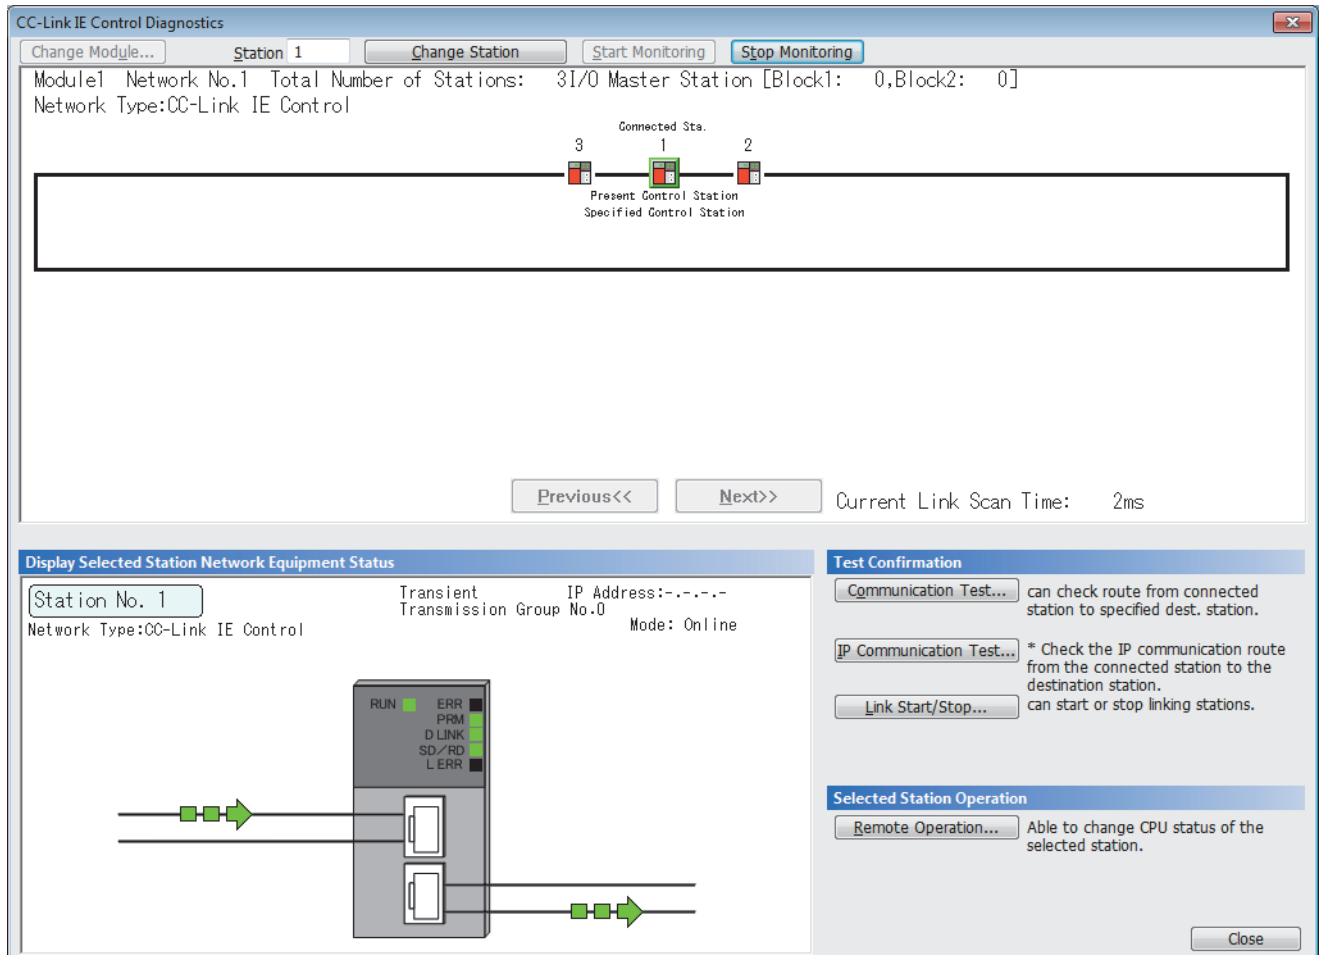 CC-Link IE Control Diagnostics
Change Module... Station 1 Change Station Start Monitoring Stop Monitoring
Module1 Network No.1 Total Number of Stations: 3I/O Master Station [Block1: 0,Block2: 0]
Network Type:CC-Link IE Control
Connected Sta.
3 1 2
Present Control Station
Specified Control Station
Previous<< Next>> Current Link Scan Time: 2ms
Display Selected Station Network Equipment Status
Station No. 1
Network Type:CC-Link IE Control
Transient IP Address:-.-.-.-
Transmission Group No.0
Mode: Online
RUN ERR
PRM
D LINK
SD/RD
L ERR
Test Confirmation
Communication Test... can check route from connected
station to specified dest. station.
IP Communication Test... * Check the IP communication route
from the connected station to the
destination station.
Link Start/Stop... can start or stop linking stations.
Selected Station Operation
Remote Operation... Able to change CPU status of the
selected station.
Close